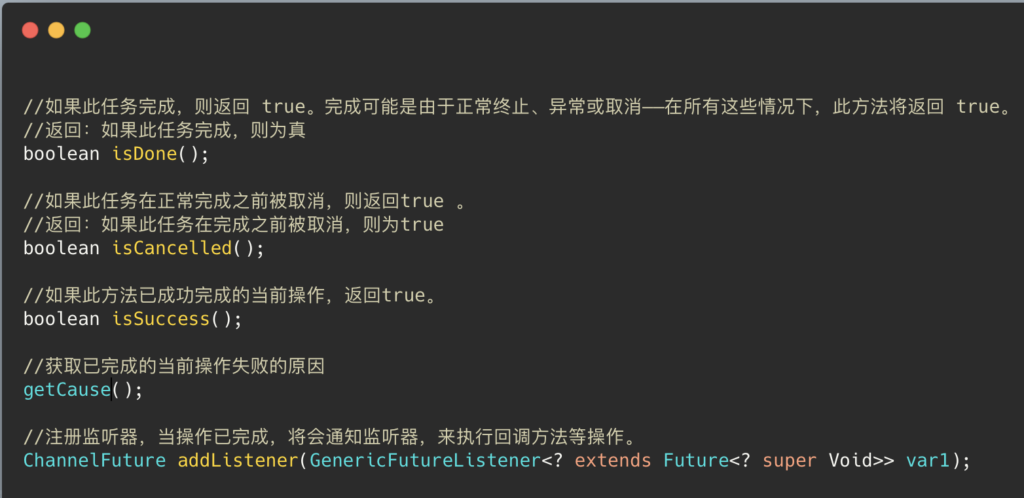 //如果此任务完成，则返回 true。完成可能是由于正常终止、异常或取消——在所有这些情况下，此方法将返回 true。
//返回：如果此任务完成，则为真
boolean isDone();
//如果此任务在正常完成之前被取消，则返回true 。
//返回：如果此任务在完成之前被取消，则为true
boolean isCancelled();
//如果此方法已成功完成的当前操作，返回true。
boolean isSuccess();
//获取已完成的当前操作失败的原因
getCause();
//注册监听器，当操作已完成，将会通知监听器，来执行回调方法等操作。
ChannelFuture addListener(GenericFutureListener<? extends Future<? super Void>> var1);